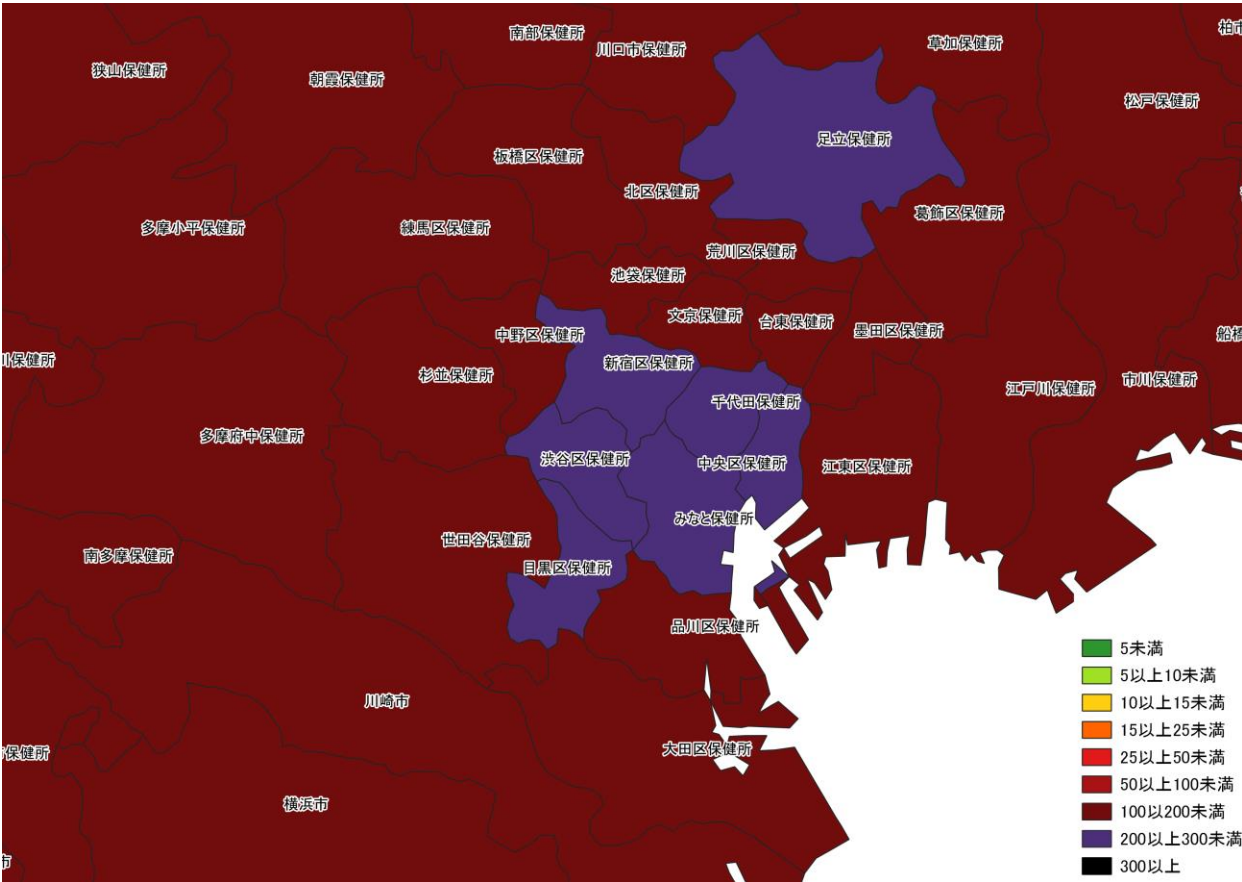 南部保健所
川口市保健所
草加保健所
柏市
狭山保健所
朝霞保健所
松戸保健所
足立保健所
板橋区保健所
北区保健所
葛飾区保健所
多摩小平保健所
練馬区保健所
荒川区保健所
池袋保健所
文京保健所
台東保健所
墨田区保健所
中野区保健所
船橋
川保健所
新宿区保健所
杉並保健所
江戸川保健所
市川保健所
千代田保健所
多摩府中保健所
渋谷区保健所
中央区保健所
江東区保健所
みなと保健所
世田谷保健所
南多摩保健所
目黒区保健所
品川区保健所
川崎市
大田区保健所
保健所
横浜市
市
5未満
5以上10未満
10以上15未満
15以上25未満
25以上50未満
50以上100未満
100以200未満
200以上300未満
300以上